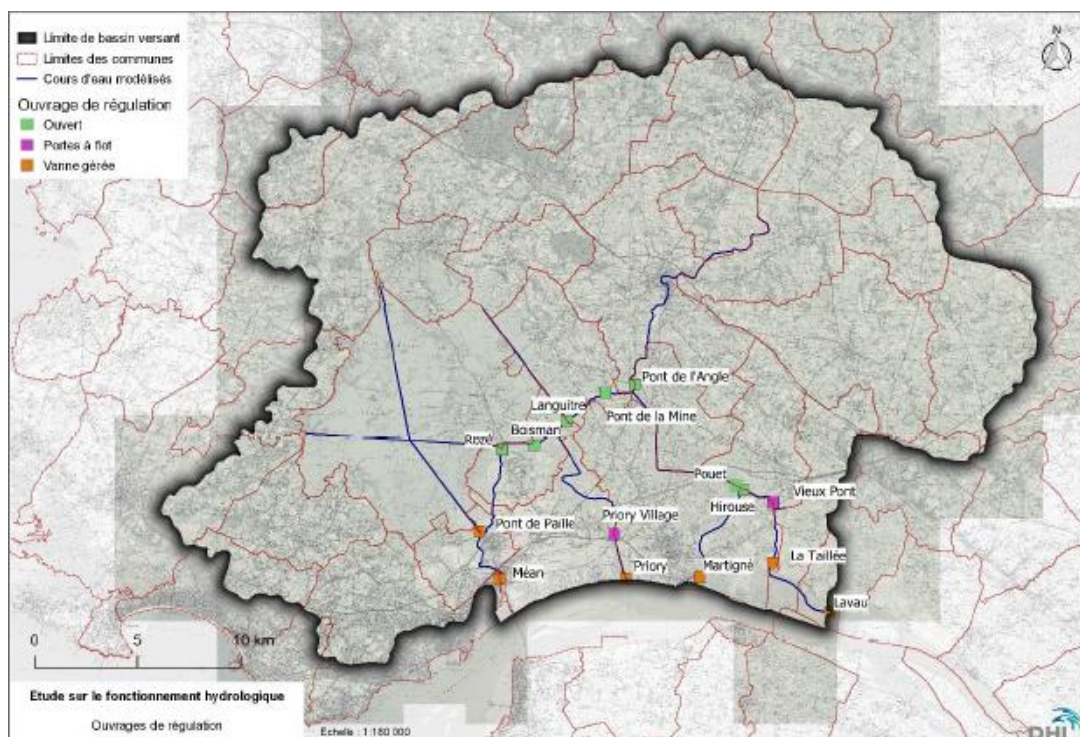 Limite de bassin versant
Limites des communes
Cours d'eau modélisés
Ouvrage de régulation
Ouvert
Portes à flot
Vanne gérée
N
Pont de l'Angle
Languitre
Pont de la Mine
Boisman
Rozé
Pouet
Vieux Pont
Hirouse
Priory Village
Pont de Paille
La Taillée
Méan
Priory
Martigné
Lavau
0 5 10 km
Etude sur le fonctionnement hydrologique
Ouvrages de régulation
Echelle : 1:180 000
DHI